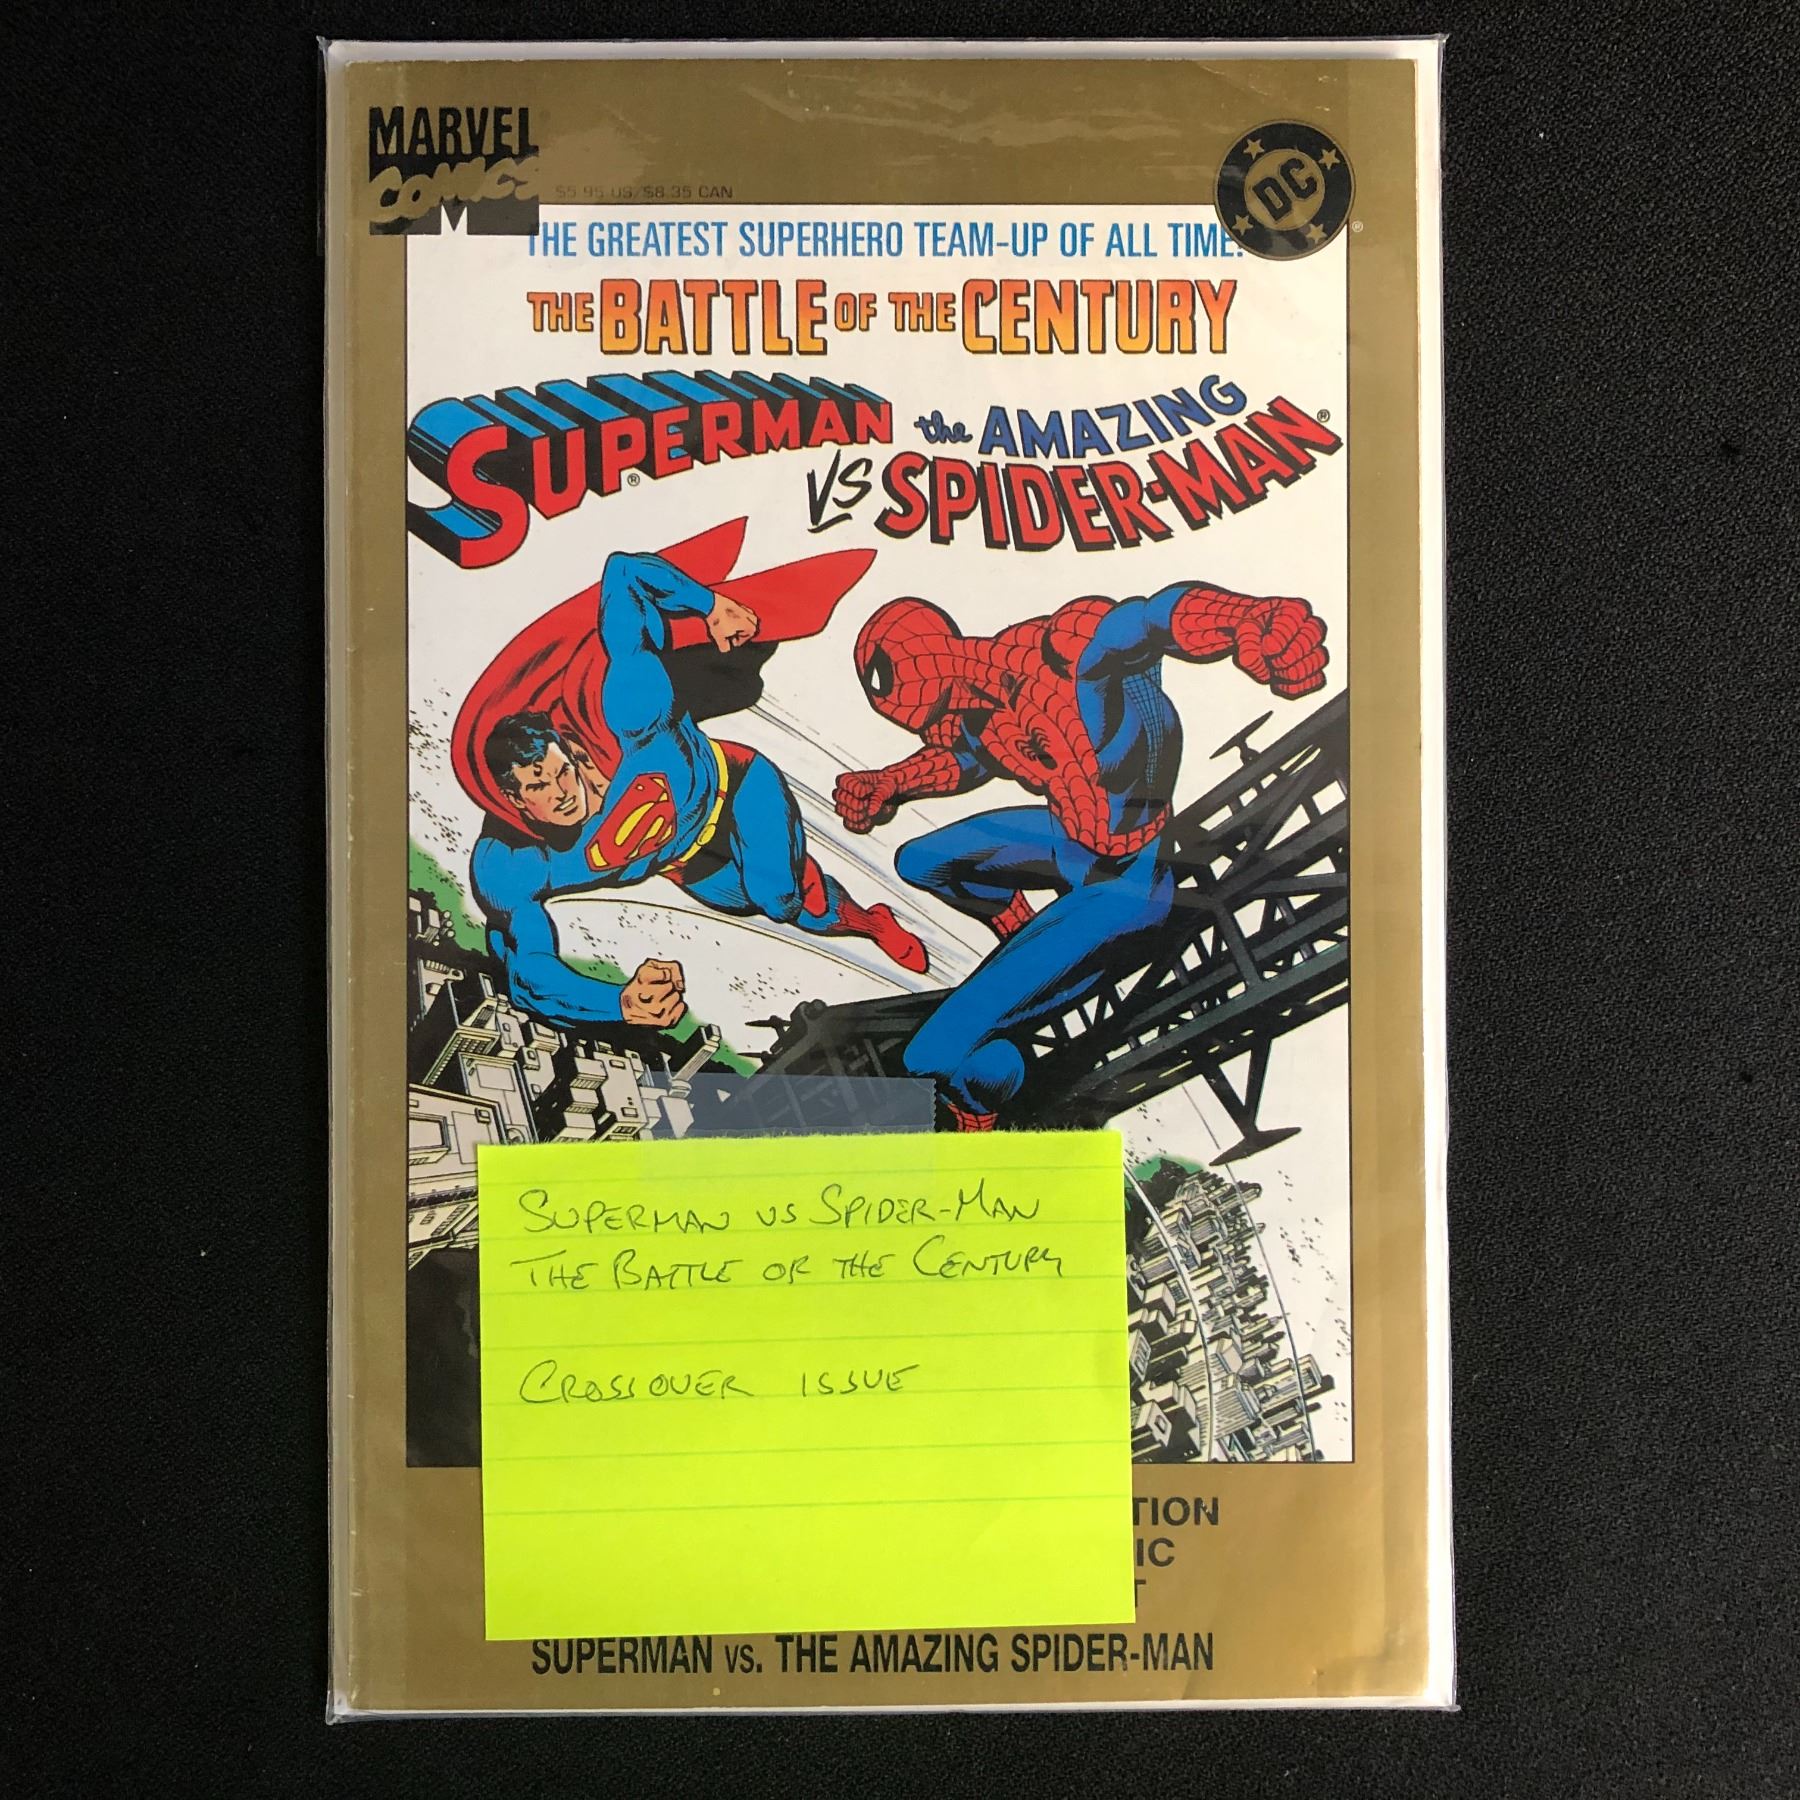 MARVEL
COMICS
M
$5.95 US/$8.35 CAN
DC
®
THE GREATEST SUPERHERO TEAM-UP OF ALL TIME!
THE BATTLE OF THE CENTURY
SUPERMAN®
VS
the AMAZING
SPIDER-MAN®
S
SUPERMAN VS SPIDER-MAN
THE BATTLE OF THE CENTURY
CROSSOVER ISSUE
TION
IC
T
SUPERMAN VS. THE AMAZING SPIDER-MAN